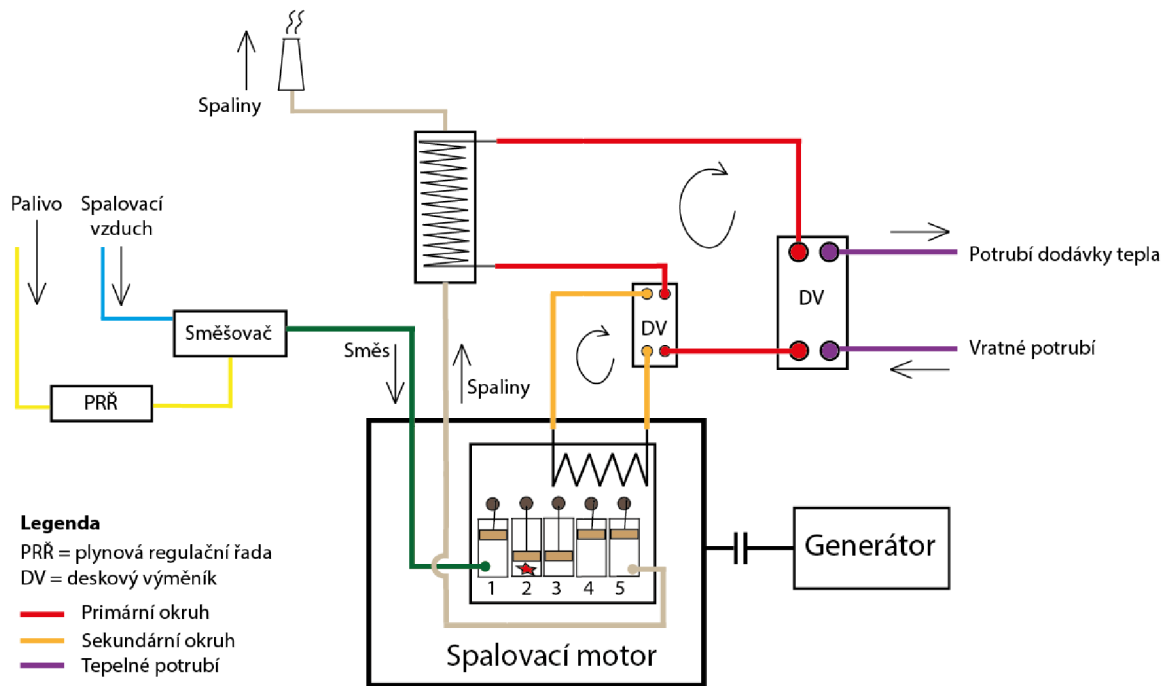 Spaliny
Palivo
Spalovací
vzduch
Potrubí dodávky tepla
DV
DV
Směšovač
Směs
Vratné potrubí
Spaliny
PRŘ
Legenda
PRŘ = plynová regulační řada
DV = deskový výměník
Primární okruh
Sekundární okruh
Tepelné potrubí
1 2 3 4 5
Generátor
Spalovací motor